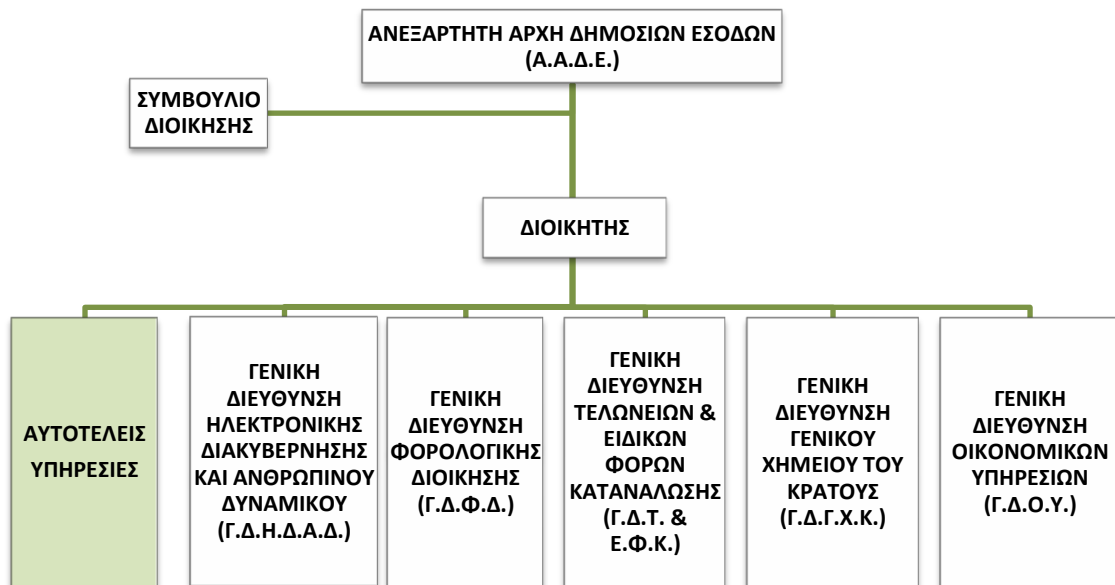 ΑΝΕΞΑΡΤΗΤΗ ΑΡΧΗ ΔΗΜΟΣΙΩΝ ΕΣΟΔΩΝ
(Α.Α.Δ.Ε.)
ΣΥΜΒΟΥΛΙΟ
ΔΙΟΙΚΗΣΗΣ
ΔΙΟΙΚΗΤΗΣ
ΑΥΤΟΤΕΛΕΙΣ
ΥΠΗΡΕΣΙΕΣ
ΓΕΝΙΚΗ
ΔΙΕΥΘΥΝΣΗ
ΗΛΕΚΤΡΟΝΙΚΗΣ
ΔΙΑΚΥΒΕΡΝΗΣΗΣ
ΚΑΙ ΑΝΘΡΩΠΙΝΟΥ
ΔΥΝΑΜΙΚΟΥ
(Γ.Δ.Η.Δ.Α.Δ.)
ΓΕΝΙΚΗ
ΔΙΕΥΘΥΝΣΗ
ΦΟΡΟΛΟΓΙΚΗΣ
ΔΙΟΙΚΗΣΗΣ
(Γ.Δ.Φ.Δ.)
ΓΕΝΙΚΗ
ΔΙΕΥΘΥΝΣΗ
ΤΕΛΩΝΕΙΩΝ &
ΕΙΔΙΚΩΝ
ΦΟΡΩΝ
ΚΑΤΑΝΑΛΩΣΗΣ
(Γ.Δ.Τ. &
Ε.Φ.Κ.)
ΓΕΝΙΚΗ
ΔΙΕΥΘΥΝΣΗ
ΓΕΝΙΚΟΥ
ΧΗΜΕΙΟΥ ΤΟΥ
ΚΡΑΤΟΥΣ
(Γ.Δ.Γ.Χ.Κ.)
ΓΕΝΙΚΗ
ΔΙΕΥΘΥΝΣΗ
ΟΙΚΟΝΟΜΙΚΩΝ
ΥΠΗΡΕΣΙΩΝ
(Γ.Δ.Ο.Υ.)